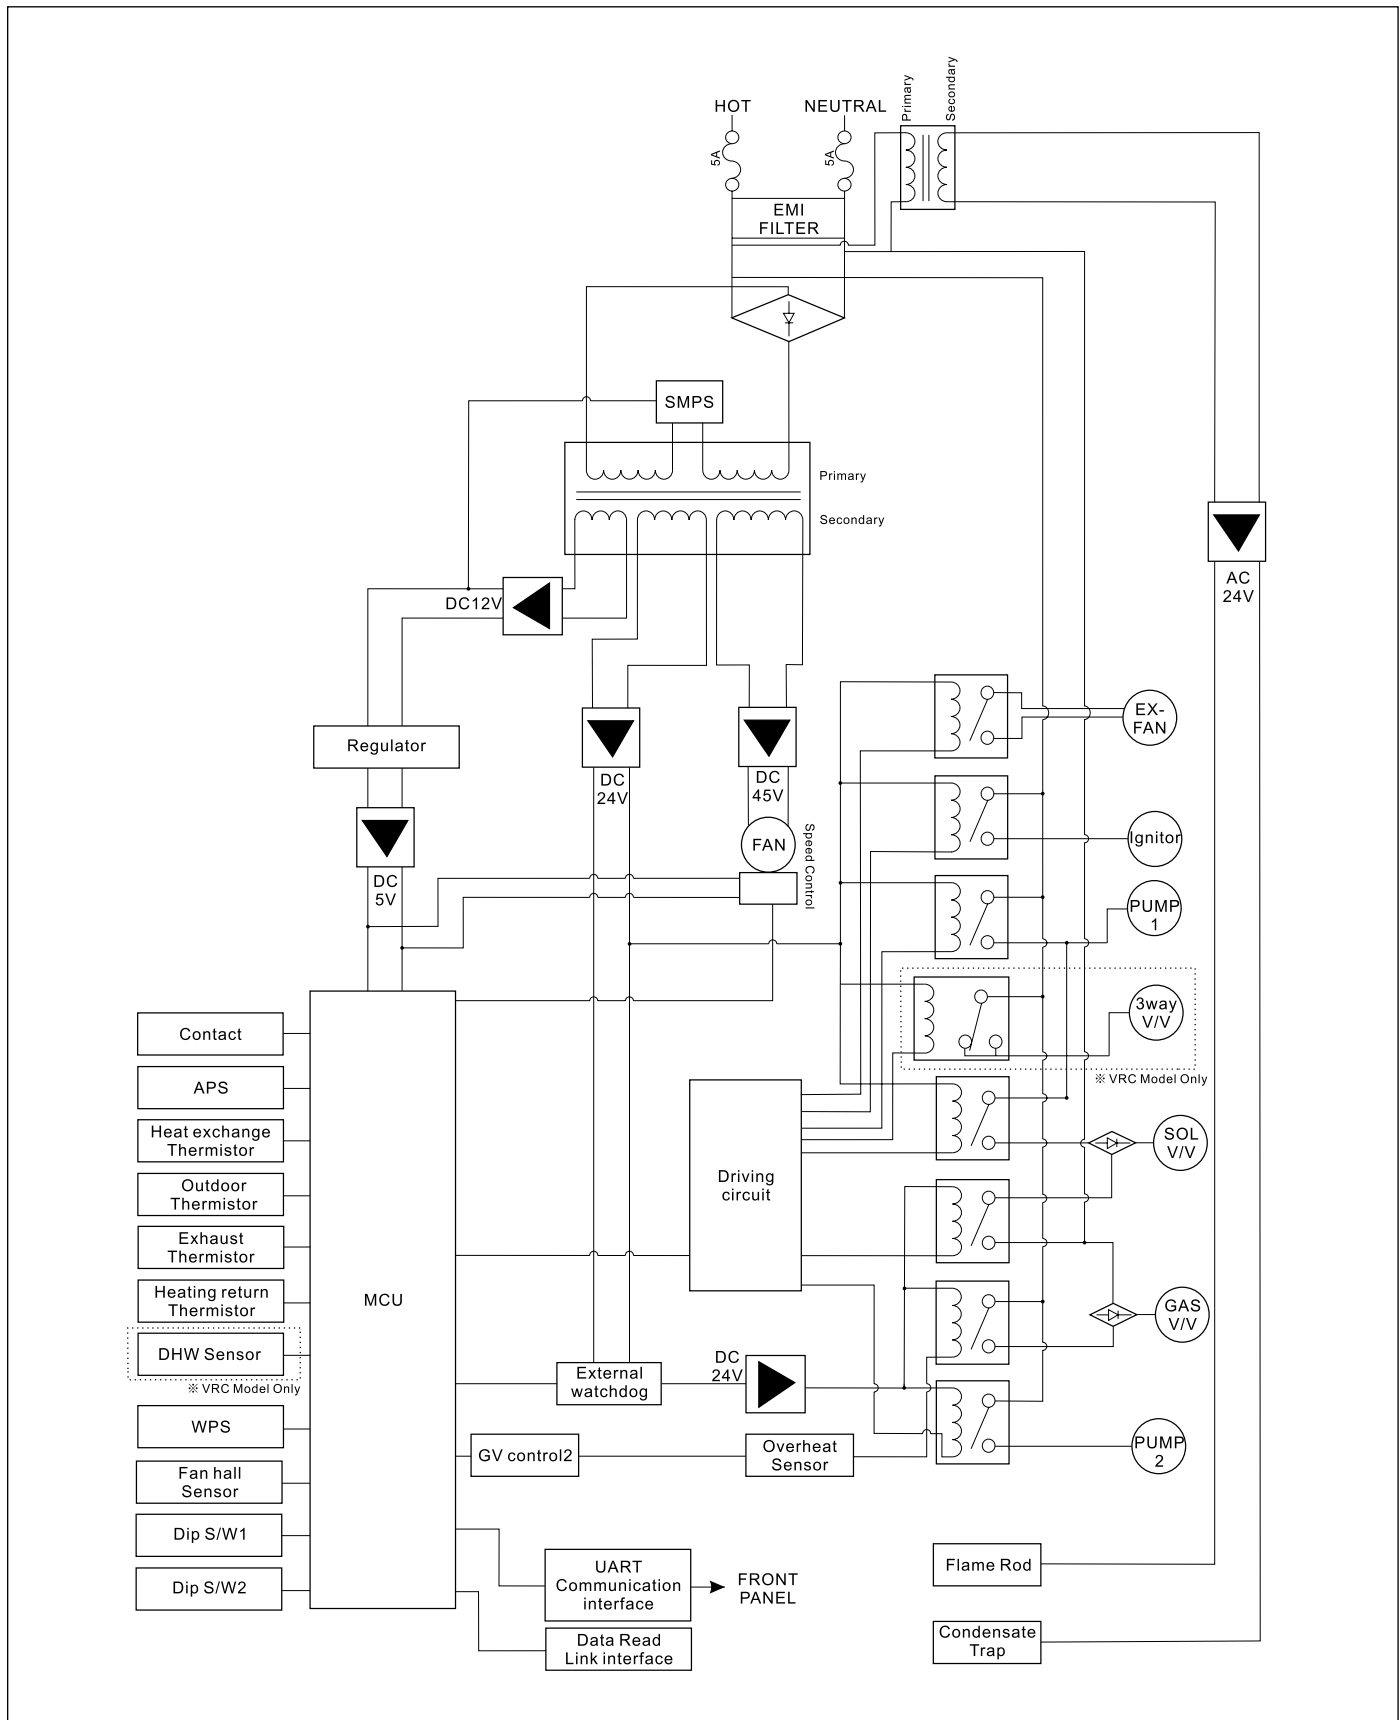 Primary
Secondary
HOT
NEUTRAL
5A
5A
EMI
FILTER
SMPS
Primary
Secondary
AC
24V
DC12V
Regulator
DC
24V
DC
45V
EX-
FAN
FAN
Speed Control
Ignitor
DC
5V
PUMP
1
3way
V/V
※ VRC Model Only
Contact
APS
Heat exchange
Thermistor
Outdoor
Thermistor
Exhaust
Thermistor
Heating return
Thermistor
DHW Sensor
※ VRC Model Only
WPS
Fan hall
Sensor
Dip S/W1
Dip S/W2
MCU
Driving
circuit
SOL
V/V
GAS
V/V
External
watchdog
DC
24V
GV control2
Overheat
Sensor
PUMP
2
UART
Communication
interface
FRONT
PANEL
Data Read
Link interface
Flame Rod
Condensate
Trap